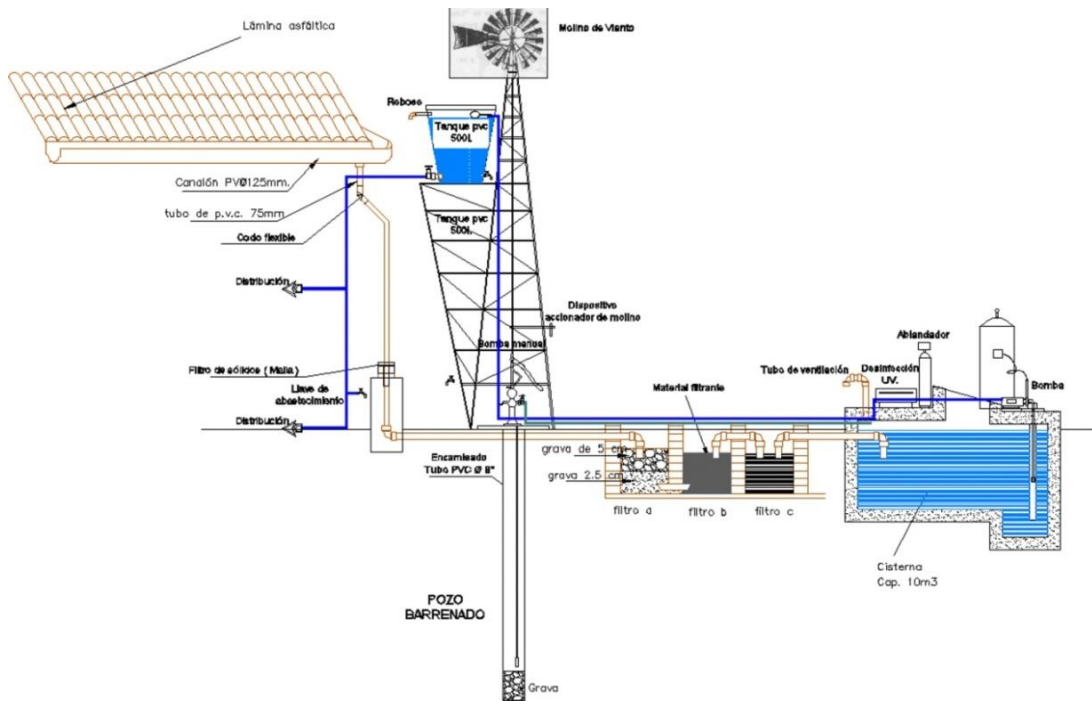 Lámina asfáltica
Molino de Viento
Rebose
Tanque pvc
500L
Canalón PVØ125mm.
tubo de p.v.c. 75mm
Codo flexible
Tanque pvc
500L
Distribución
Dispositivo
accionador de molino
Bomba manual
Ablandador
Filtro de sólidos ( Malla )
Tubo de ventilación
Desinfección
UV.
Bomba
Llave de
abastecimiento
Material filtrante
Distribución
grava de 5 cm
Encamisado
Tubo PVC Ø 8"
grava 2.5 cm
filtro a
filtro b
filtro c
Cisterna
Cap. 10m3
POZO
BARRENADO
Grava